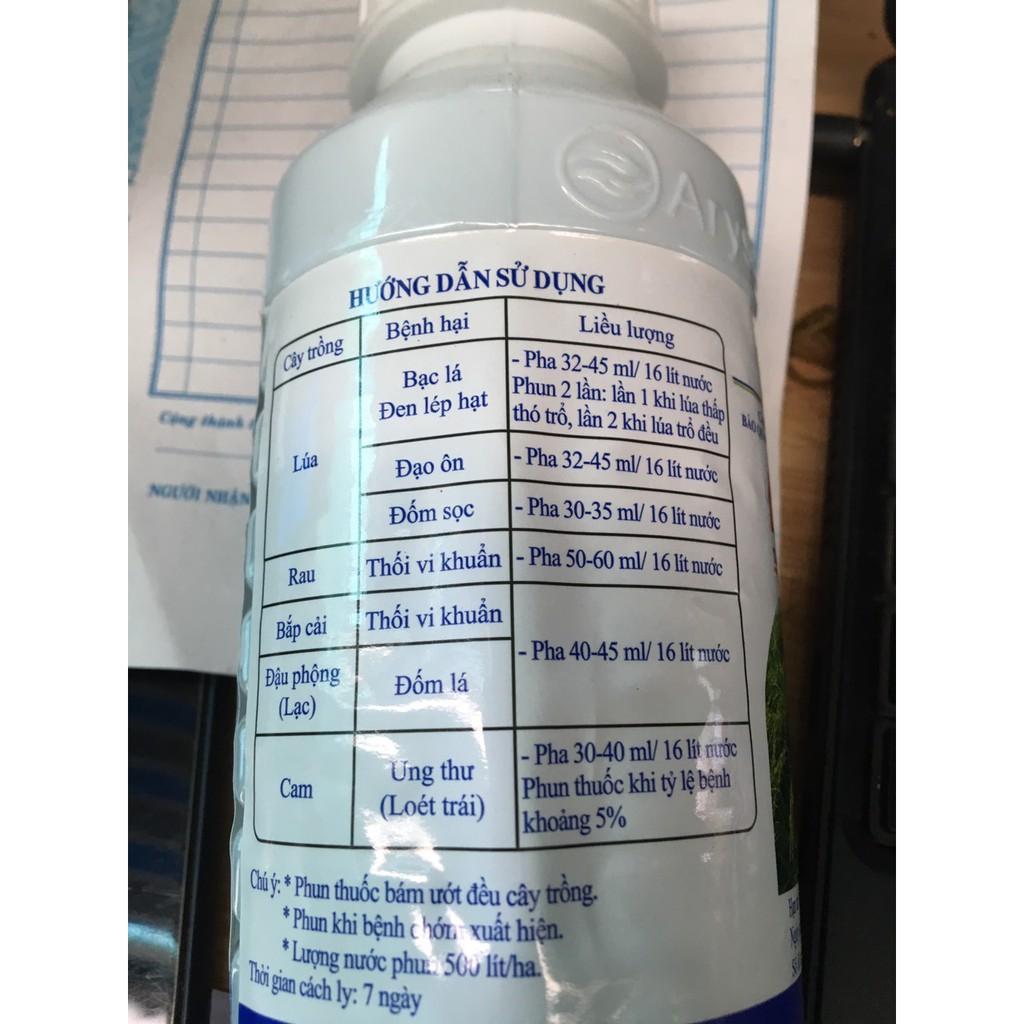 HƯỚNG DẪN SỬ DỤNG
Cây trồng
Bệnh hại
Liều lượng
Lúa
Bạc lá
Đen lép hạt
- Pha 32-45 ml/ 16 lít nước
Phun 2 lần: lần 1 khi lúa thấp
thó trổ, lần 2 khi lúa trổ đều
Đạo ôn
- Pha 32-45 ml/ 16 lít nước
Đốm sọc
- Pha 30-35 ml/ 16 lít nước
Rau
Thối vi khuẩn
- Pha 50-60 ml/ 16 lít nước
Bắp cải
Thối vi khuẩn
- Pha 40-45 ml/ 16 lít nước
Đậu phộng
(Lạc)
Đốm lá
Cam
Ung thư
(Loét trái)
- Pha 30-40 ml/ 16 lít nước
Phun thuốc khi tỷ lệ bệnh
khoảng 5%
Chú ý: * Phun thuốc bám ướt đều cây trồng.
* Phun khi bệnh chớm xuất hiện.
* Lượng nước phun 500 lít/ha.
Thời gian cách ly: 7 ngày
Cộng thành
NGƯỜI NHẬN